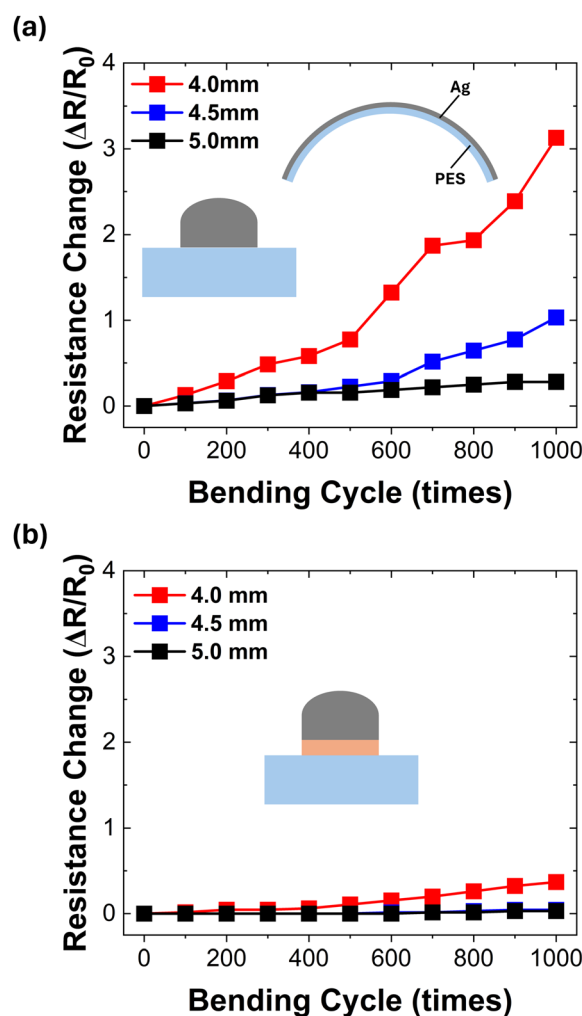 (a)
Resistance Change (ΔR/R₀)
4
3
2
1
0
4.0mm
4.5mm
5.0mm
Ag
PES
0 200 400 600 800 1000
Bending Cycle (times)
(b)
Resistance Change (ΔR/R₀)
4
3
2
1
0
4.0 mm
4.5 mm
5.0 mm
0 200 400 600 800 1000
Bending Cycle (times)